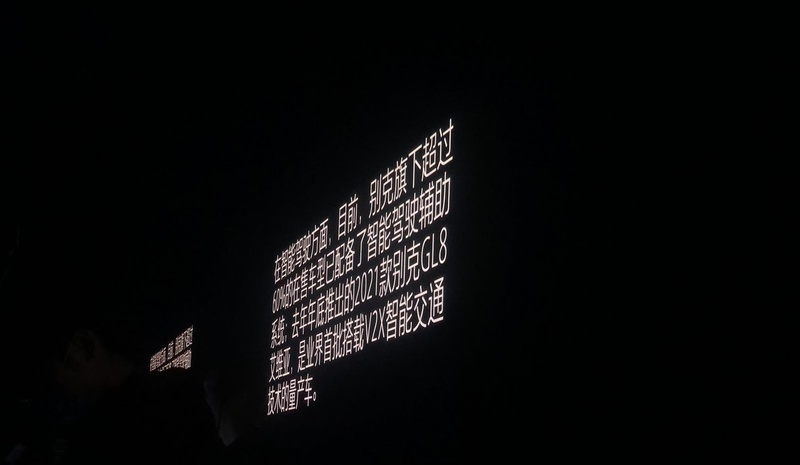 在智能驾驶方面，目前，别克旗下超过
60%的在售车型已配备了智能驾驶辅助
系统；去年年底推出的2021款别克GL8
艾维亚，是业界首批搭载V2X智能交通
技术的量产车。